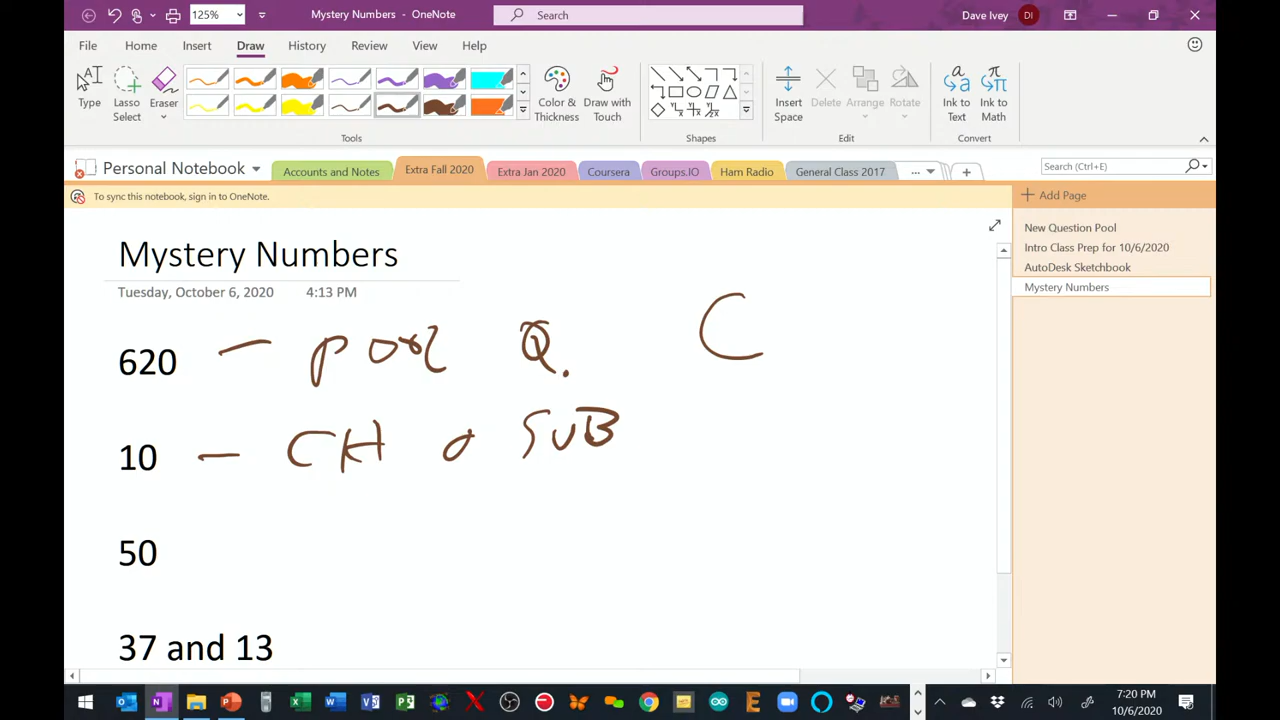 125%
Mystery Numbers - OneNote
Search
Dave Ivey DI
File Home Insert Draw History Review View Help
Type
Lasso Select
Eraser
Color & Thickness
Draw with Touch
Insert Space
Delete
Arrange
Rotate
Ink to Text
Ink to Math
Tools
Shapes
Edit
Convert
Personal Notebook
Accounts and Notes
Extra Fall 2020
Extra Jan 2020
Coursera
Groups.IO
Ham Radio
General Class 2017
...
Search (Ctrl+E)
To sync this notebook, sign in to OneNote.
Add Page
New Question Pool
Intro Class Prep for 10/6/2020
AutoDesk Sketchbook
Mystery Numbers
Mystery Numbers
Tuesday, October 6, 2020 4:13 PM
620 — Pool Q. C
10 — CH 0 SUB
50
37 and 13
7:20 PM
10/6/2020